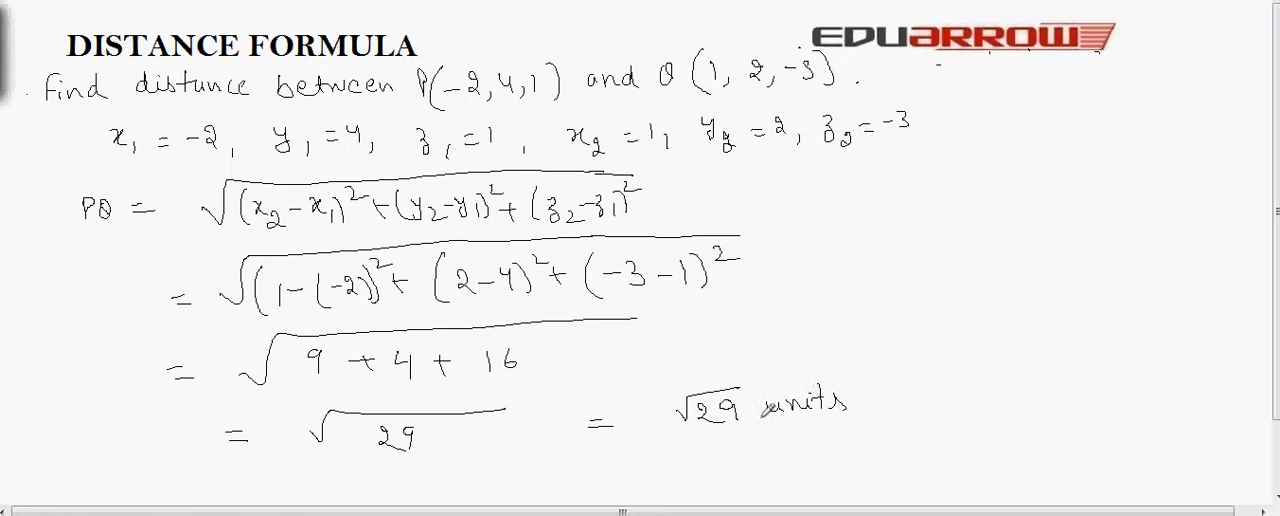 DISTANCE FORMULA
EDUARROW
Find distance between P(-2,4,1) and Q(1, 2, -3).
x₁ = -2, y₁ = 4, z₁ = 1, x₂ = 1, y₂ = 2, z₂ = -3
PQ = √((x₂-x₁)²+(y₂-y₁)²+(z₂-z₁)²)
= √((1-(-2))²+(2-4)²+(-3-1)²)
= √(9+4+16)
= √29 = √29 units